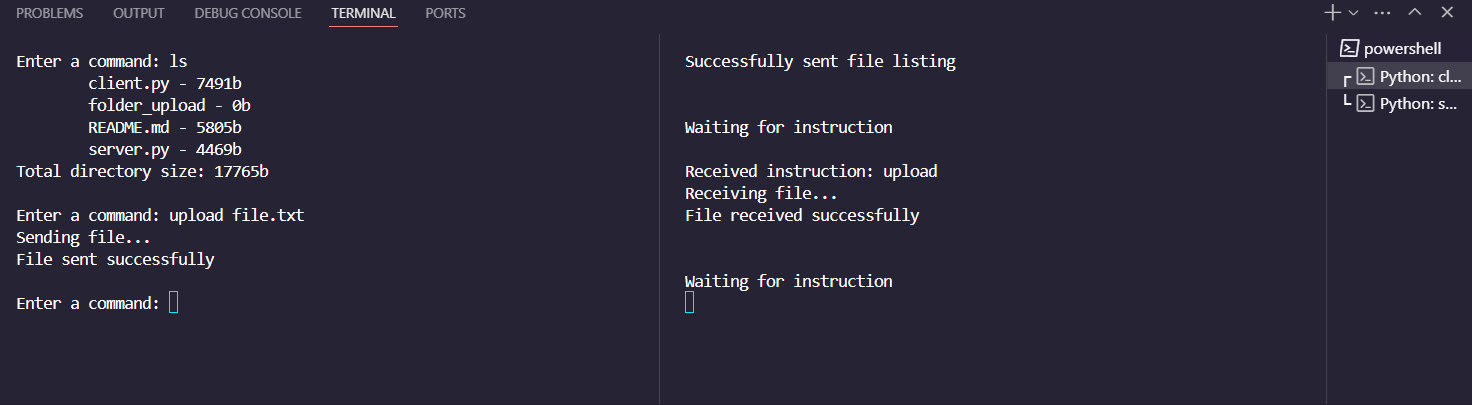 PROBLEMS OUTPUT DEBUG CONSOLE TERMINAL PORTS
Enter a command: ls
client.py - 7491b
folder_upload - 0b
README.md - 5805b
server.py - 4469b
Total directory size: 17765b
Enter a command: upload file.txt
Sending file...
File sent successfully
Enter a command:
Successfully sent file listing
Waiting for instruction
Received instruction: upload
Receiving file...
File received successfully
Waiting for instruction
powershell
Python: cl...
Python: s...